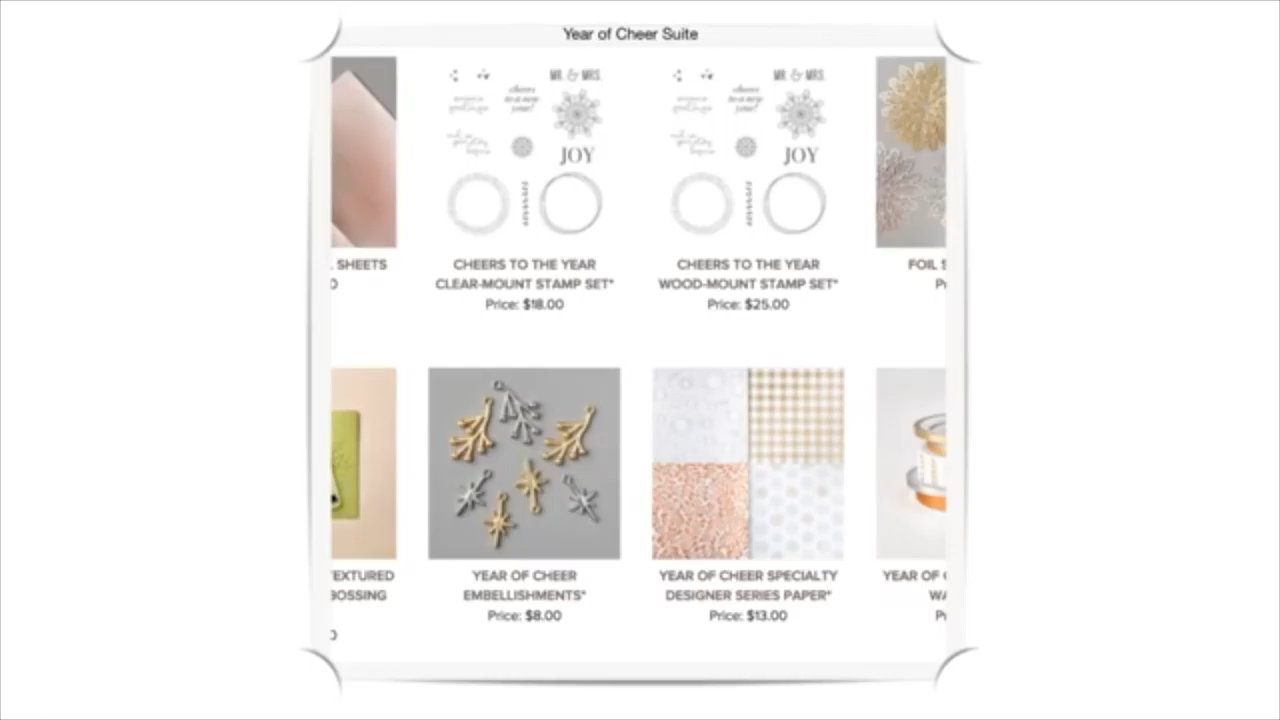 Year of Cheer Suite
MR. & MRS.
cheers
to a new
year!
JOY
MR. & MRS.
cheers
to a new
year!
JOY
SHEETS
CHEERS TO THE YEAR
CLEAR-MOUNT STAMP SET*
Price: $18.00
CHEERS TO THE YEAR
WOOD-MOUNT STAMP SET*
Price: $25.00
FOIL S
P
EXTURED
BOSSING
YEAR OF CHEER
EMBELLISHMENTS*
Price: $8.00
YEAR OF CHEER SPECIALTY
DESIGNER SERIES PAPER*
Price: $13.00
YEAR OF
WA
P